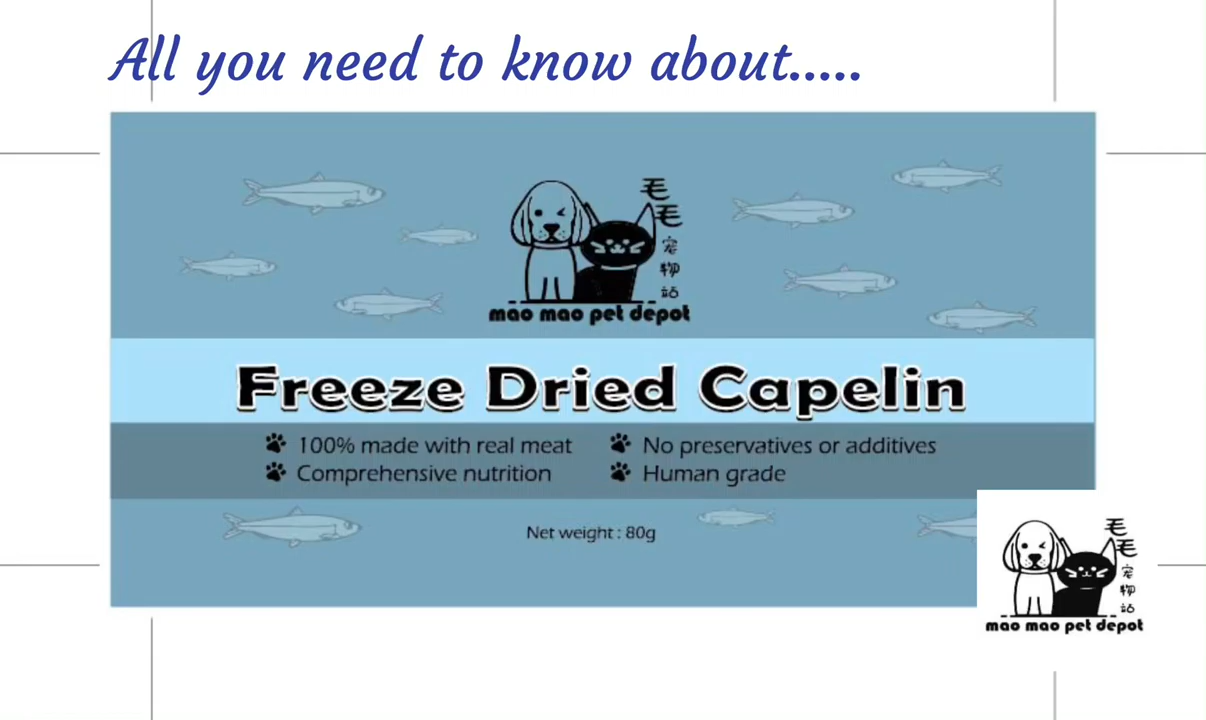 All you need to know about.....
毛
毛
宠
物
站
mao mao pet depot
Freeze Dried Capelin
100% made with real meat
No preservatives or additives
Comprehensive nutrition
Human grade
Net weight : 80g
毛
毛
宠
物
站
mao mao pet depot